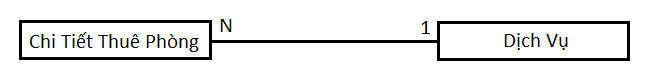 Chi Tiết Thuê Phòng N 1 Dịch Vụ